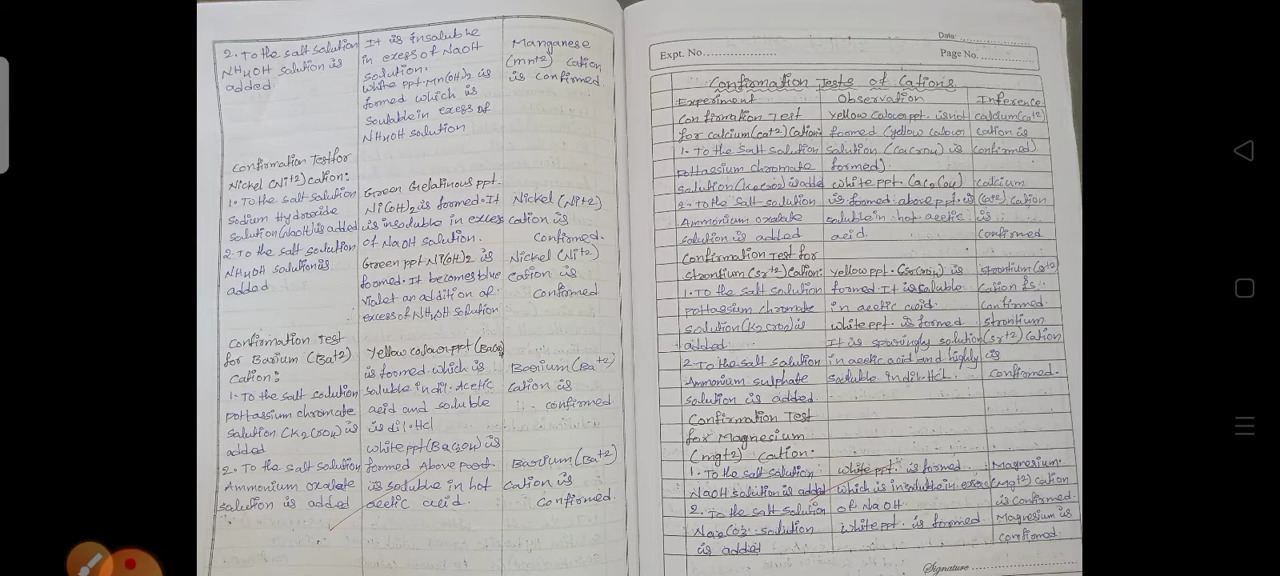 2. To the salt solution
NH4OH solution is
added
It is insoluble
in excess of NaOH
solution.
white ppt. Mn(OH)2 is
formed which is
soulable in excess of
NH4OH solution
Manganese
(mn+2) cation
is confirmed
Confirmation Test for
Nickel (Ni+2) cation:
1. To the salt solution
Sodium Hydroxide
solution (NaOH) is added
2. To the salt solution
NH4OH solution is
added
Green Gelatinous ppt.
Ni(OH)2 is formed. It
is insoluble in excess
of NaOH solution.
Green ppt Ni(OH)2 is
formed. It becomes blue
violet an addition of
excess of NH4OH solution
Nickel (Ni+2)
cation is
Confirmed.
Nickel (Ni+2)
cation is
Confirmed
Confirmation Test
for Barium (Ba+2)
Cation:
1. To the salt solution
pottassium chromate
solution (K2CrO4) is
added
2. To the salt solution
Ammonium oxalate
solution is added
Yellow colour ppt
is formed which is
soluble in dil. Acetic
acid and soluble
is dil. Hcl
white ppt (BaC2O4) is
formed Above
is soluble in hot
acetic acid.
Barium (Ba+2)
cation is
confirmed
Barium (Ba+2)
cation is
Confirmed
Date:
Expt. No.
Page No.
Confirmation Tests of Cations
Experiment
Observation
Inference
Confirmation Test
for calcium (ca+2) Cation:
1. To the salt solution
pottassium chromate
solution is added
2. To the salt solution
Ammonium oxalate
solution is added
yellow colour ppt. is not
formed (yellow colour
solution (CaCrO4) is
formed).
white ppt.
is formed above ppt. is
soluble in hot acetic
acid.
calcium (ca+2)
cation is
confirmed
calcium
cation
is
confirmed
Confirmation Test for
strontium (sr+2) Cation:
1. To the salt solution
pottassium chromate
solution (K2CrO4) is
added
2. To the salt solution
Ammonium sulphate
solution is added
yellow ppt. (SrCrO4) is
formed. It is soluable
in acetic acid.
white ppt. is formed
It is sparingly solution
in acetic acid and highly
soluble in dil. HCl.
strontium (sr+2)
Cation is
Confirmed.
strontium
(sr+2) cation
is
confirmed.
Confirmation Test
for Magnesium
(mg+2) cation:
1. To the salt solution
NaOH solution is added
2. To the salt solution
Na2CO3 solution
is added
white ppt. is formed
which is insoluble in excess
of NaOH
white ppt. is formed
Magnesium
(Mg+2) cation
is confirmed
Magnesium is
confirmed
Signature